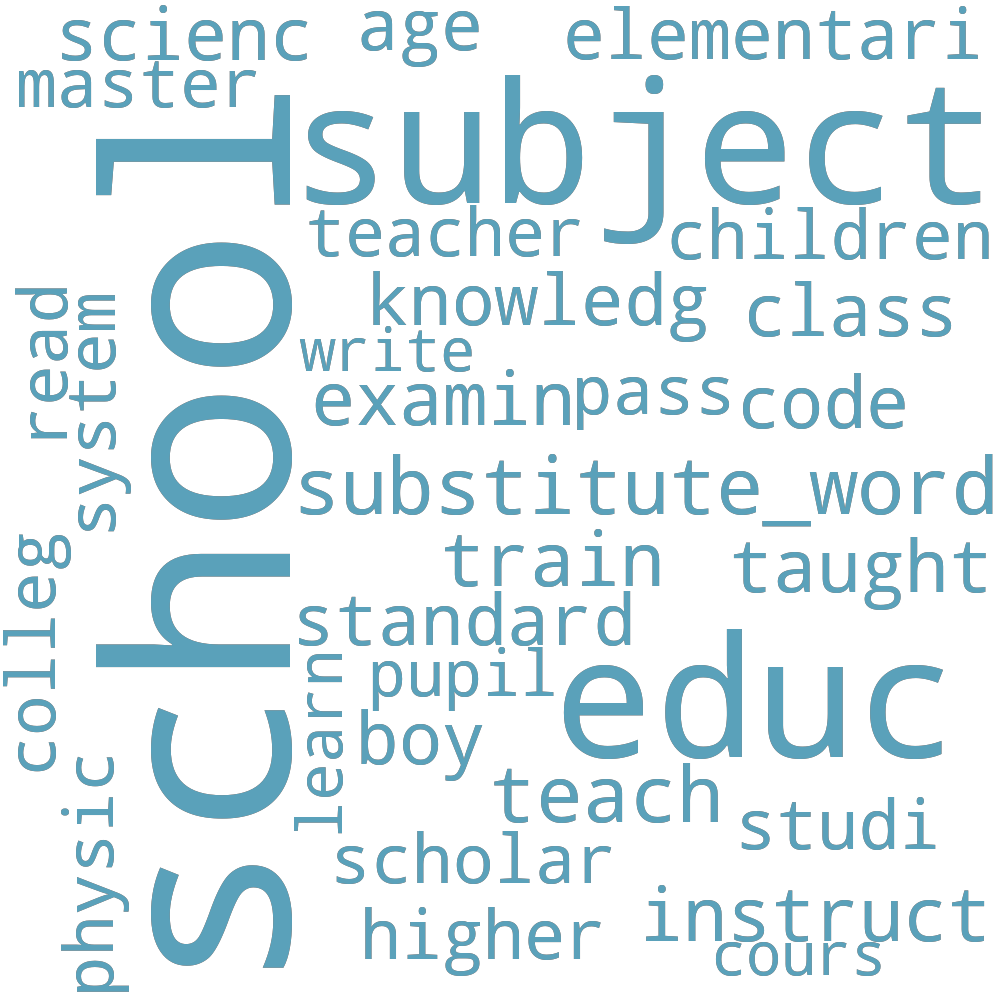 scienc
age
elementari
master
school
subject
teacher
children
knowledg
class
read
system
write
examin
pass
code
substitute_word
train
taught
colleg
standard
learn
pupil
educ
boy
teach
physic
studi
scholar
instruct
higher
cours